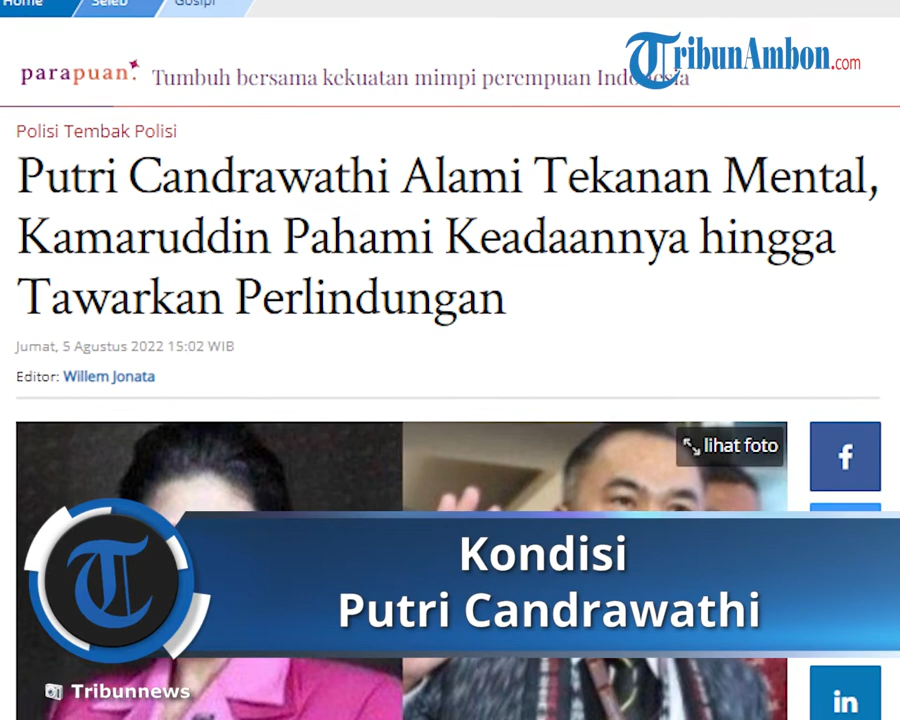 Home Seleb Gosipi
TribunAmbon.com
parapuan. Tumbuh bersama kekuatan mimpi perempuan Indonesia
Polisi Tembak Polisi
Putri Candrawathi Alami Tekanan Mental,
Kamaruddin Pahami Keadaannya hingga
Tawarkan Perlindungan
Jumat, 5 Agustus 2022 15:02 WIB
Editor: Willem Jonata
lihat foto
f
Kondisi
Putri Candrawathi
T
Tribunnews
in